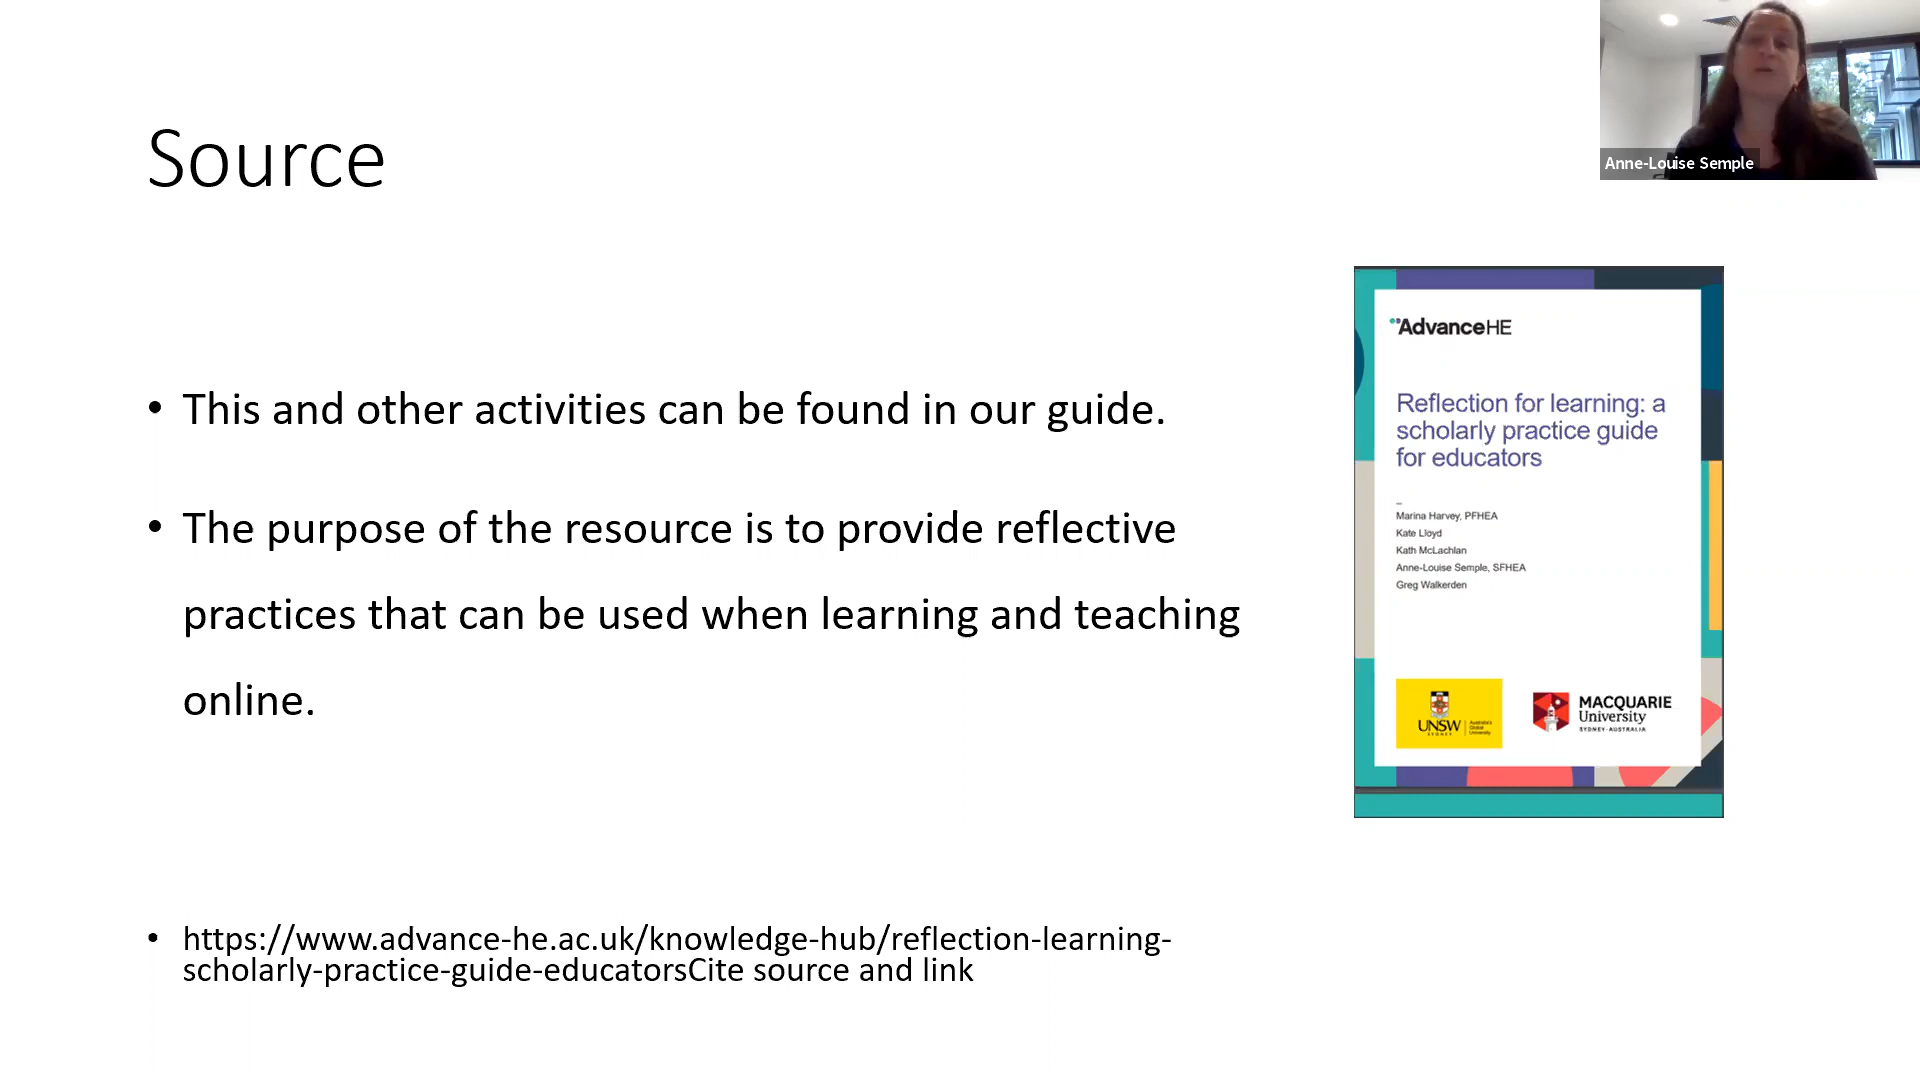 Source
Anne-Louise Semple
• This and other activities can be found in our guide.
• The purpose of the resource is to provide reflective
practices that can be used when learning and teaching
online.
• https://www.advance-he.ac.uk/knowledge-hub/reflection-learning-
scholarly-practice-guide-educatorsCite source and link
AdvanceHE
Reflection for learning: a
scholarly practice guide
for educators
–
Marina Harvey, PFHEA
Kate Lloyd
Kath McLachlan
Anne-Louise Semple, SFHEA
Greg Walkerden
UNSW
SYDNEY
Australia's
Global
University
MACQUARIE
University
SYDNEY·AUSTRALIA